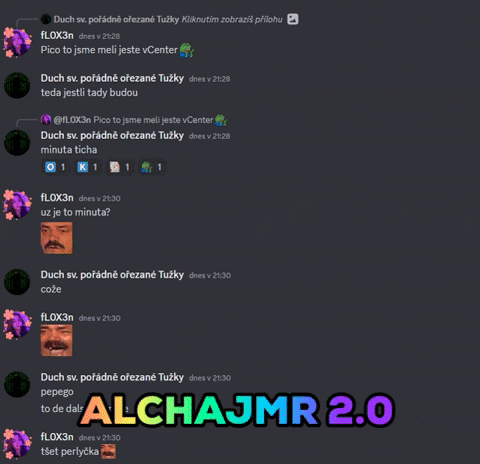 Duch sv. pořádně ořezané Tužky Kliknutím zobrazíš přílohu
fL0X3n dnes v 21:28
Pico to jsme meli jeste vCenter
Duch sv. pořádně ořezané Tužky dnes v 21:28
teda jestli tady budou
@fL0X3n Pico to jsme meli jeste vCenter
Duch sv. pořádně ořezané Tužky dnes v 21:28
minuta ticha
O 1 K 1 1 1
fL0X3n dnes v 21:30
uz je to minuta?
Duch sv. pořádně ořezané Tužky dnes v 21:30
cože
fL0X3n dnes v 21:30
Duch sv. pořádně ořezané Tužky dnes v 21:30
pepego
to de
ALCHAJMR 2.0
fL0X3n dnes v 21:30
tšet perlyčka